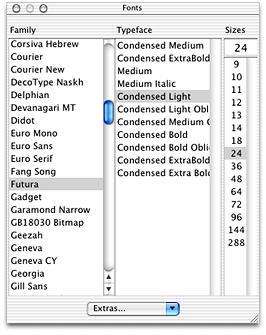 Fonts
Family
Typeface
Sizes
Corsiva Hebrew
Courier
Courier New
DecoType Naskh
Delphian
Devanagari MT
Didot
Euro Mono
Euro Sans
Euro Serif
Fang Song
Futura
Gadget
Garamond Narrow
GB18030 Bitmap
Geezah
Geneva
Geneva CY
Georgia
Gill Sans
Condensed Medium
Condensed ExtraBold
Medium
Medium Italic
Condensed Light
Condensed Light Obli
Condensed Medium O
Condensed Bold
Condensed Bold Obliq
Condensed ExtraBold
Condensed Extra Bold
24
9
10
11
12
13
14
18
24
36
48
64
72
96
144
288
Extras...